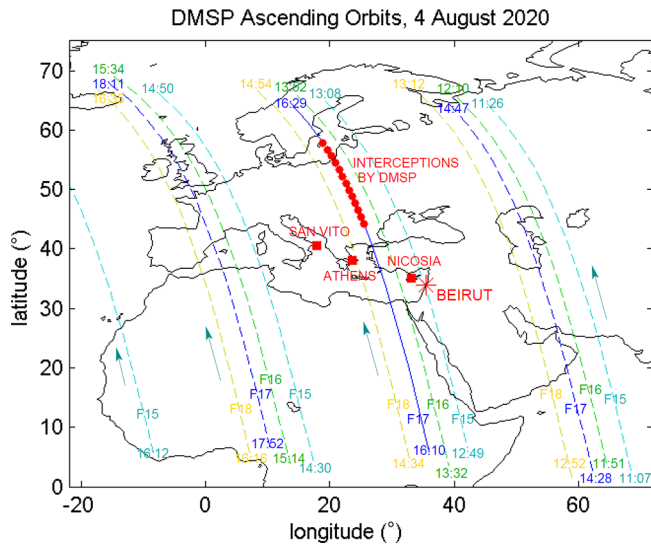 DMSP Ascending Orbits, 4 August 2020
15:34
18:11
14:50
14:54
13:52
16:29
13:08
13:12
12:10
14:47
11:26
INTERCEPTIONS
BY DMSP
SAN VITO
ATHENS
NICOSIA
BEIRUT
F15
F18
F17
F16
F15
F18
F17
F16
F15
F18
F17
F16
F15
16:12
16:16
17:52
15:14
14:30
14:34
16:10
13:32
12:49
12:52
14:28
11:51
11:07
70
60
50
40
30
20
10
0
-20
0
20
40
60
latitude (°)
longitude (°)